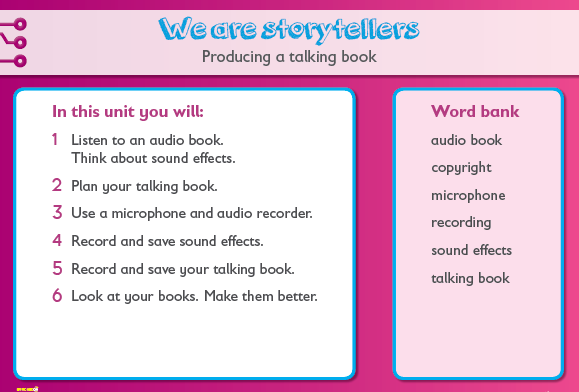 We are storytellers
Producing a talking book
In this unit you will:
1 Listen to an audio book.
Think about sound effects.
2 Plan your talking book.
3 Use a microphone and audio recorder.
4 Record and save sound effects.
5 Record and save your talking book.
6 Look at your books. Make them better.
Word bank
audio book
copyright
microphone
recording
sound effects
talking book